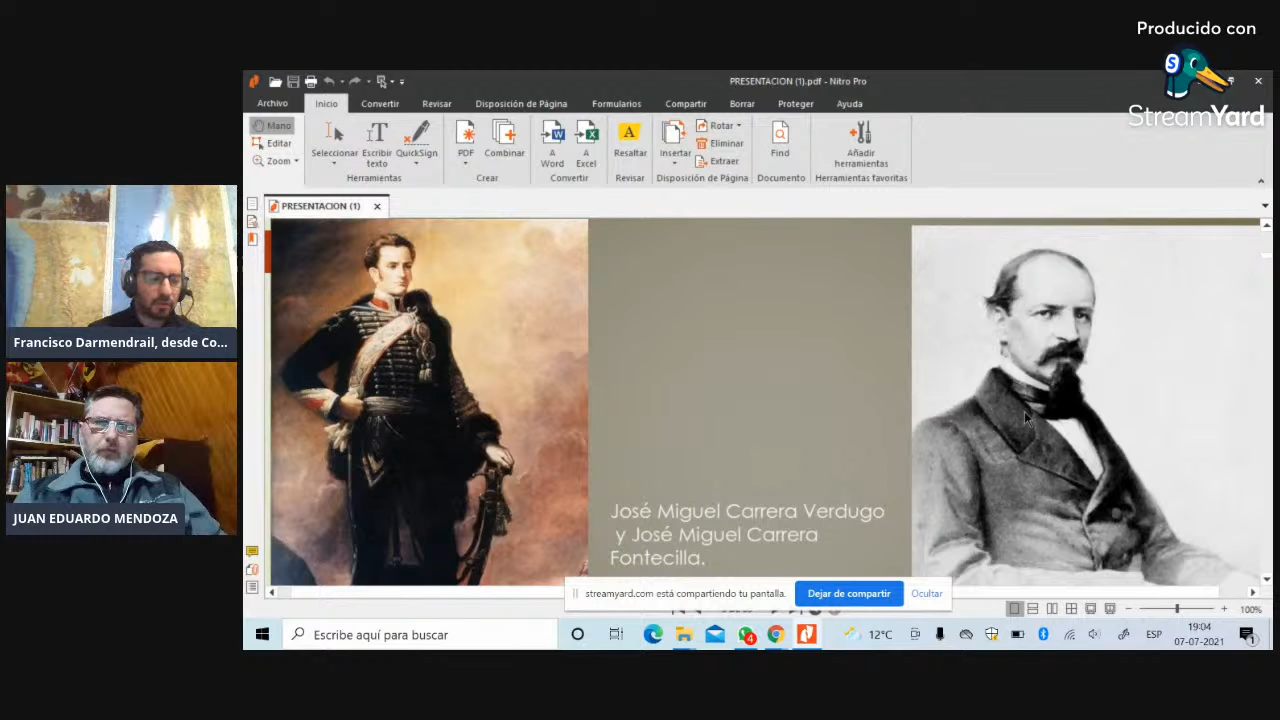 Producido con
StreamYard
PRESENTACION (1).pdf - Nitro Pro
Archivo Inicio Convertir Revisar Disposición de Página Formularios Compartir Borrar Proteger Ayuda
Mano
Editar
Zoom
Seleccionar
Escribir texto
QuickSign
Herramientas
PDF
Combinar
Crear
A Word
A Excel
Convertir
Resaltar
Revisar
Insertar
Rotar
Eliminar
Extraer
Disposición de Página
Find
Documento
Añadir herramientas
Herramientas favoritas
PRESENTACION (1)
Francisco Darmendrail, desde Co...
JUAN EDUARDO MENDOZA
José Miguel Carrera Verdugo
y José Miguel Carrera
Fontecilla.
streamyard.com está compartiendo tu pantalla.
Dejar de compartir
Ocultar
100%
Escribe aquí para buscar
4
12°C
ESP
19:04
07-07-2021
1